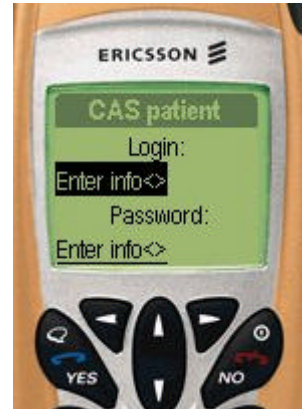 ERICSSON
CAS patient
Login:
Enter info<>
Password:
Enter info<>
YES
NO